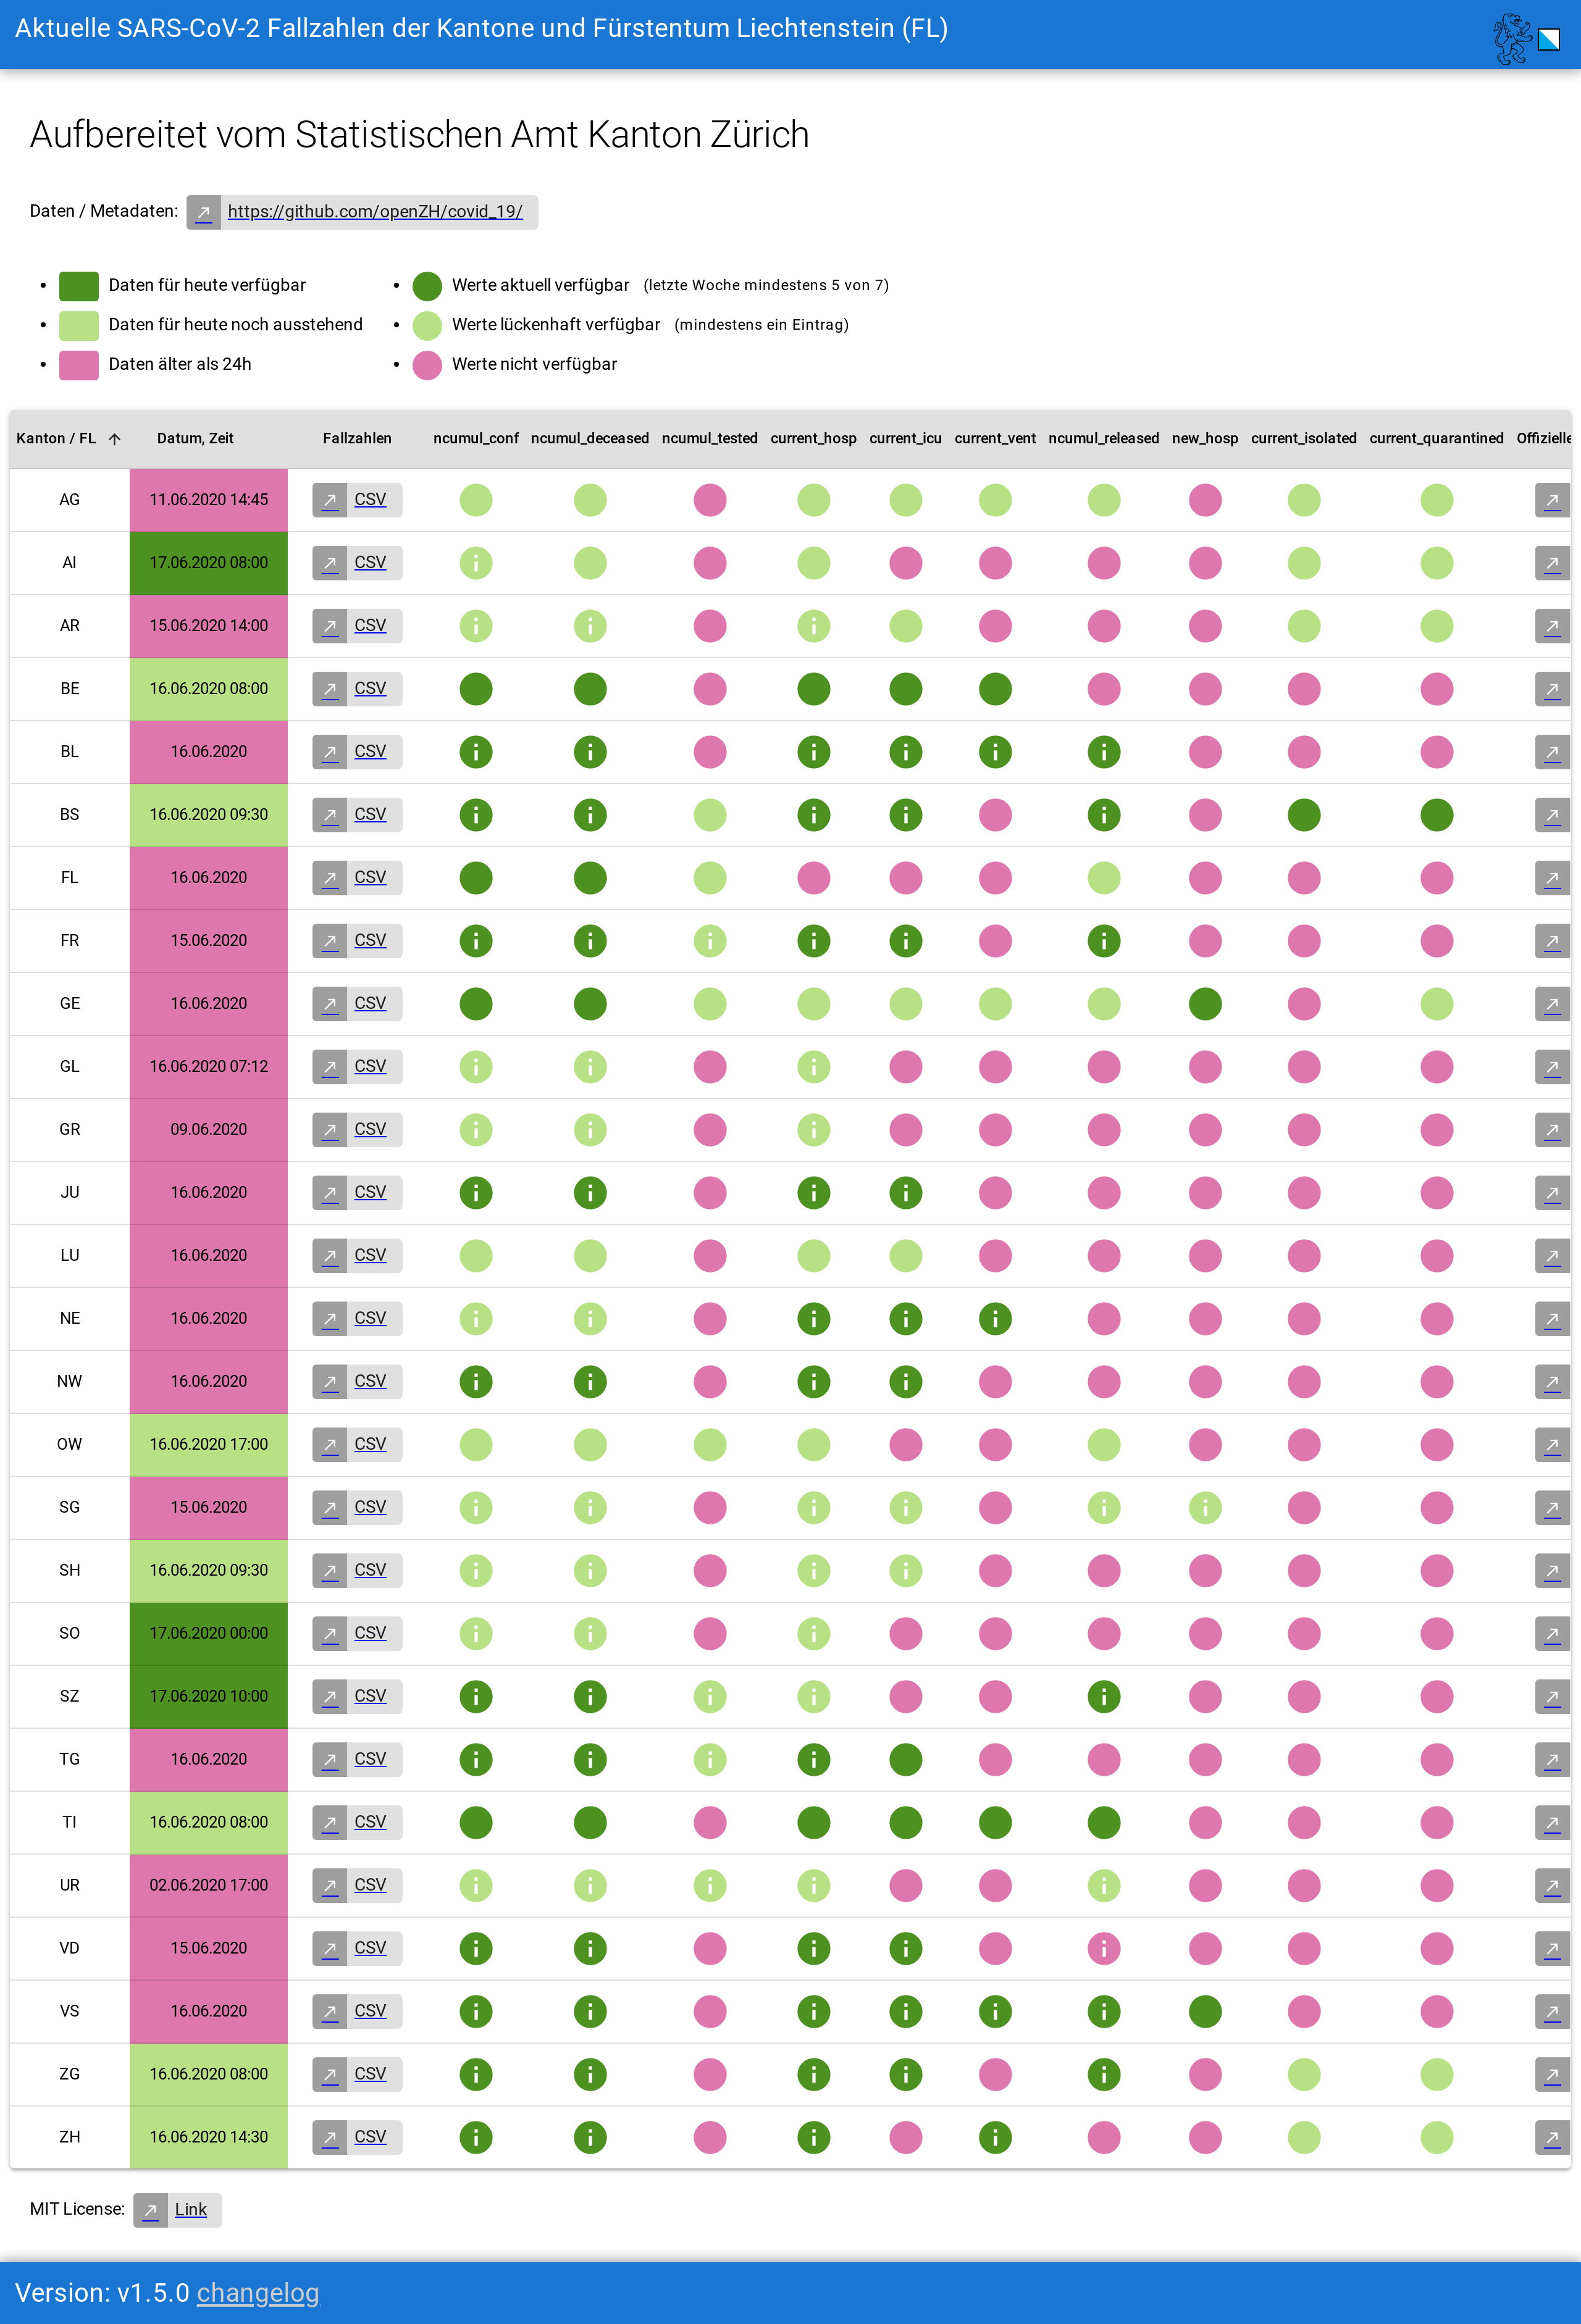 Aktuelle SARS-CoV-2 Fallzahlen der Kantone und Fürstentum Liechtenstein (FL)
Aufbereitet vom Statistischen Amt Kanton Zürich
Daten / Metadaten: https://github.com/openZH/covid_19/
Daten für heute verfügbar
Daten für heute noch ausstehend
Daten älter als 24h
Werte aktuell verfügbar (letzte Woche mindestens 5 von 7)
Werte lückenhaft verfügbar (mindestens ein Eintrag)
Werte nicht verfügbar
Kanton / FL Datum, Zeit Fallzahlen ncumul_conf ncumul_deceased ncumul_tested current_hosp current_icu current_vent ncumul_released new_hosp current_isolated current_quarantined Offizielle
AG 11.06.2020 14:45 CSV
AI 17.06.2020 08:00 CSV
AR 15.06.2020 14:00 CSV
BE 16.06.2020 08:00 CSV
BL 16.06.2020 CSV
BS 16.06.2020 09:30 CSV
FL 16.06.2020 CSV
FR 15.06.2020 CSV
GE 16.06.2020 CSV
GL 16.06.2020 07:12 CSV
GR 09.06.2020 CSV
JU 16.06.2020 CSV
LU 16.06.2020 CSV
NE 16.06.2020 CSV
NW 16.06.2020 CSV
OW 16.06.2020 17:00 CSV
SG 15.06.2020 CSV
SH 16.06.2020 09:30 CSV
SO 17.06.2020 00:00 CSV
SZ 17.06.2020 10:00 CSV
TG 16.06.2020 CSV
TI 16.06.2020 08:00 CSV
UR 02.06.2020 17:00 CSV
VD 15.06.2020 CSV
VS 16.06.2020 CSV
ZG 16.06.2020 08:00 CSV
ZH 16.06.2020 14:30 CSV
MIT License: Link
Version: v1.5.0 changelog